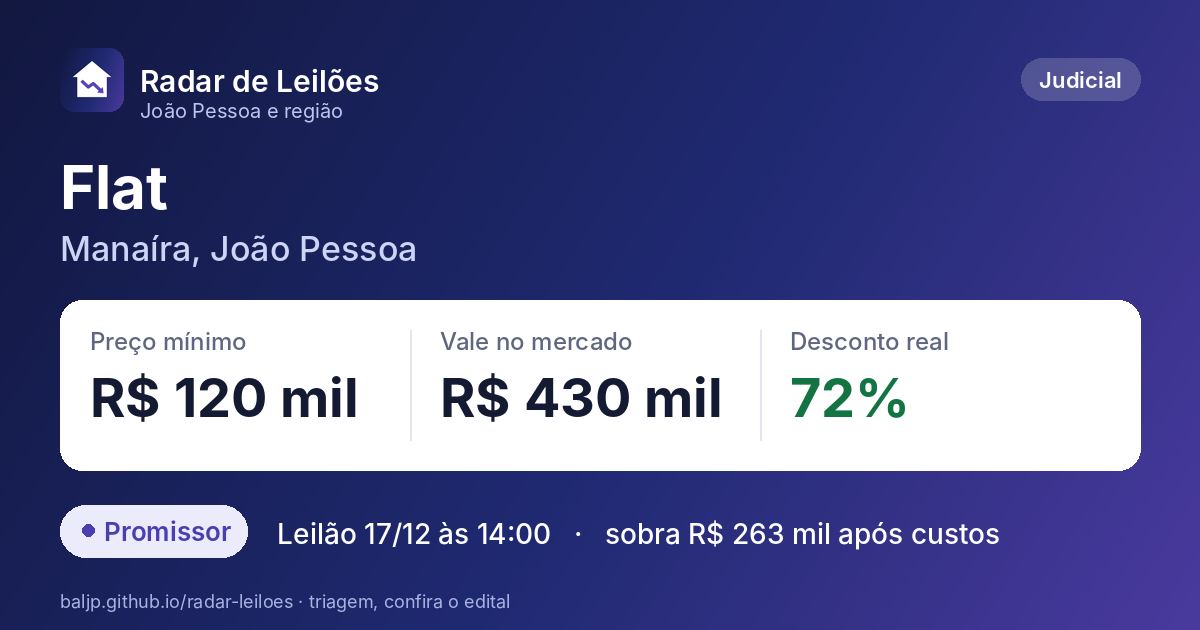 Radar de Leilões
João Pessoa e região
Judicial
Flat
Manaíra, João Pessoa
Preço mínimo
Vale no mercado
Desconto real
R$ 120 mil
R$ 430 mil
72%
Promissor
Leilão 17/12 às 14:00 · sobra R$ 263 mil após custos
baljp.github.io/radar-leiloes · triagem, confira o edital